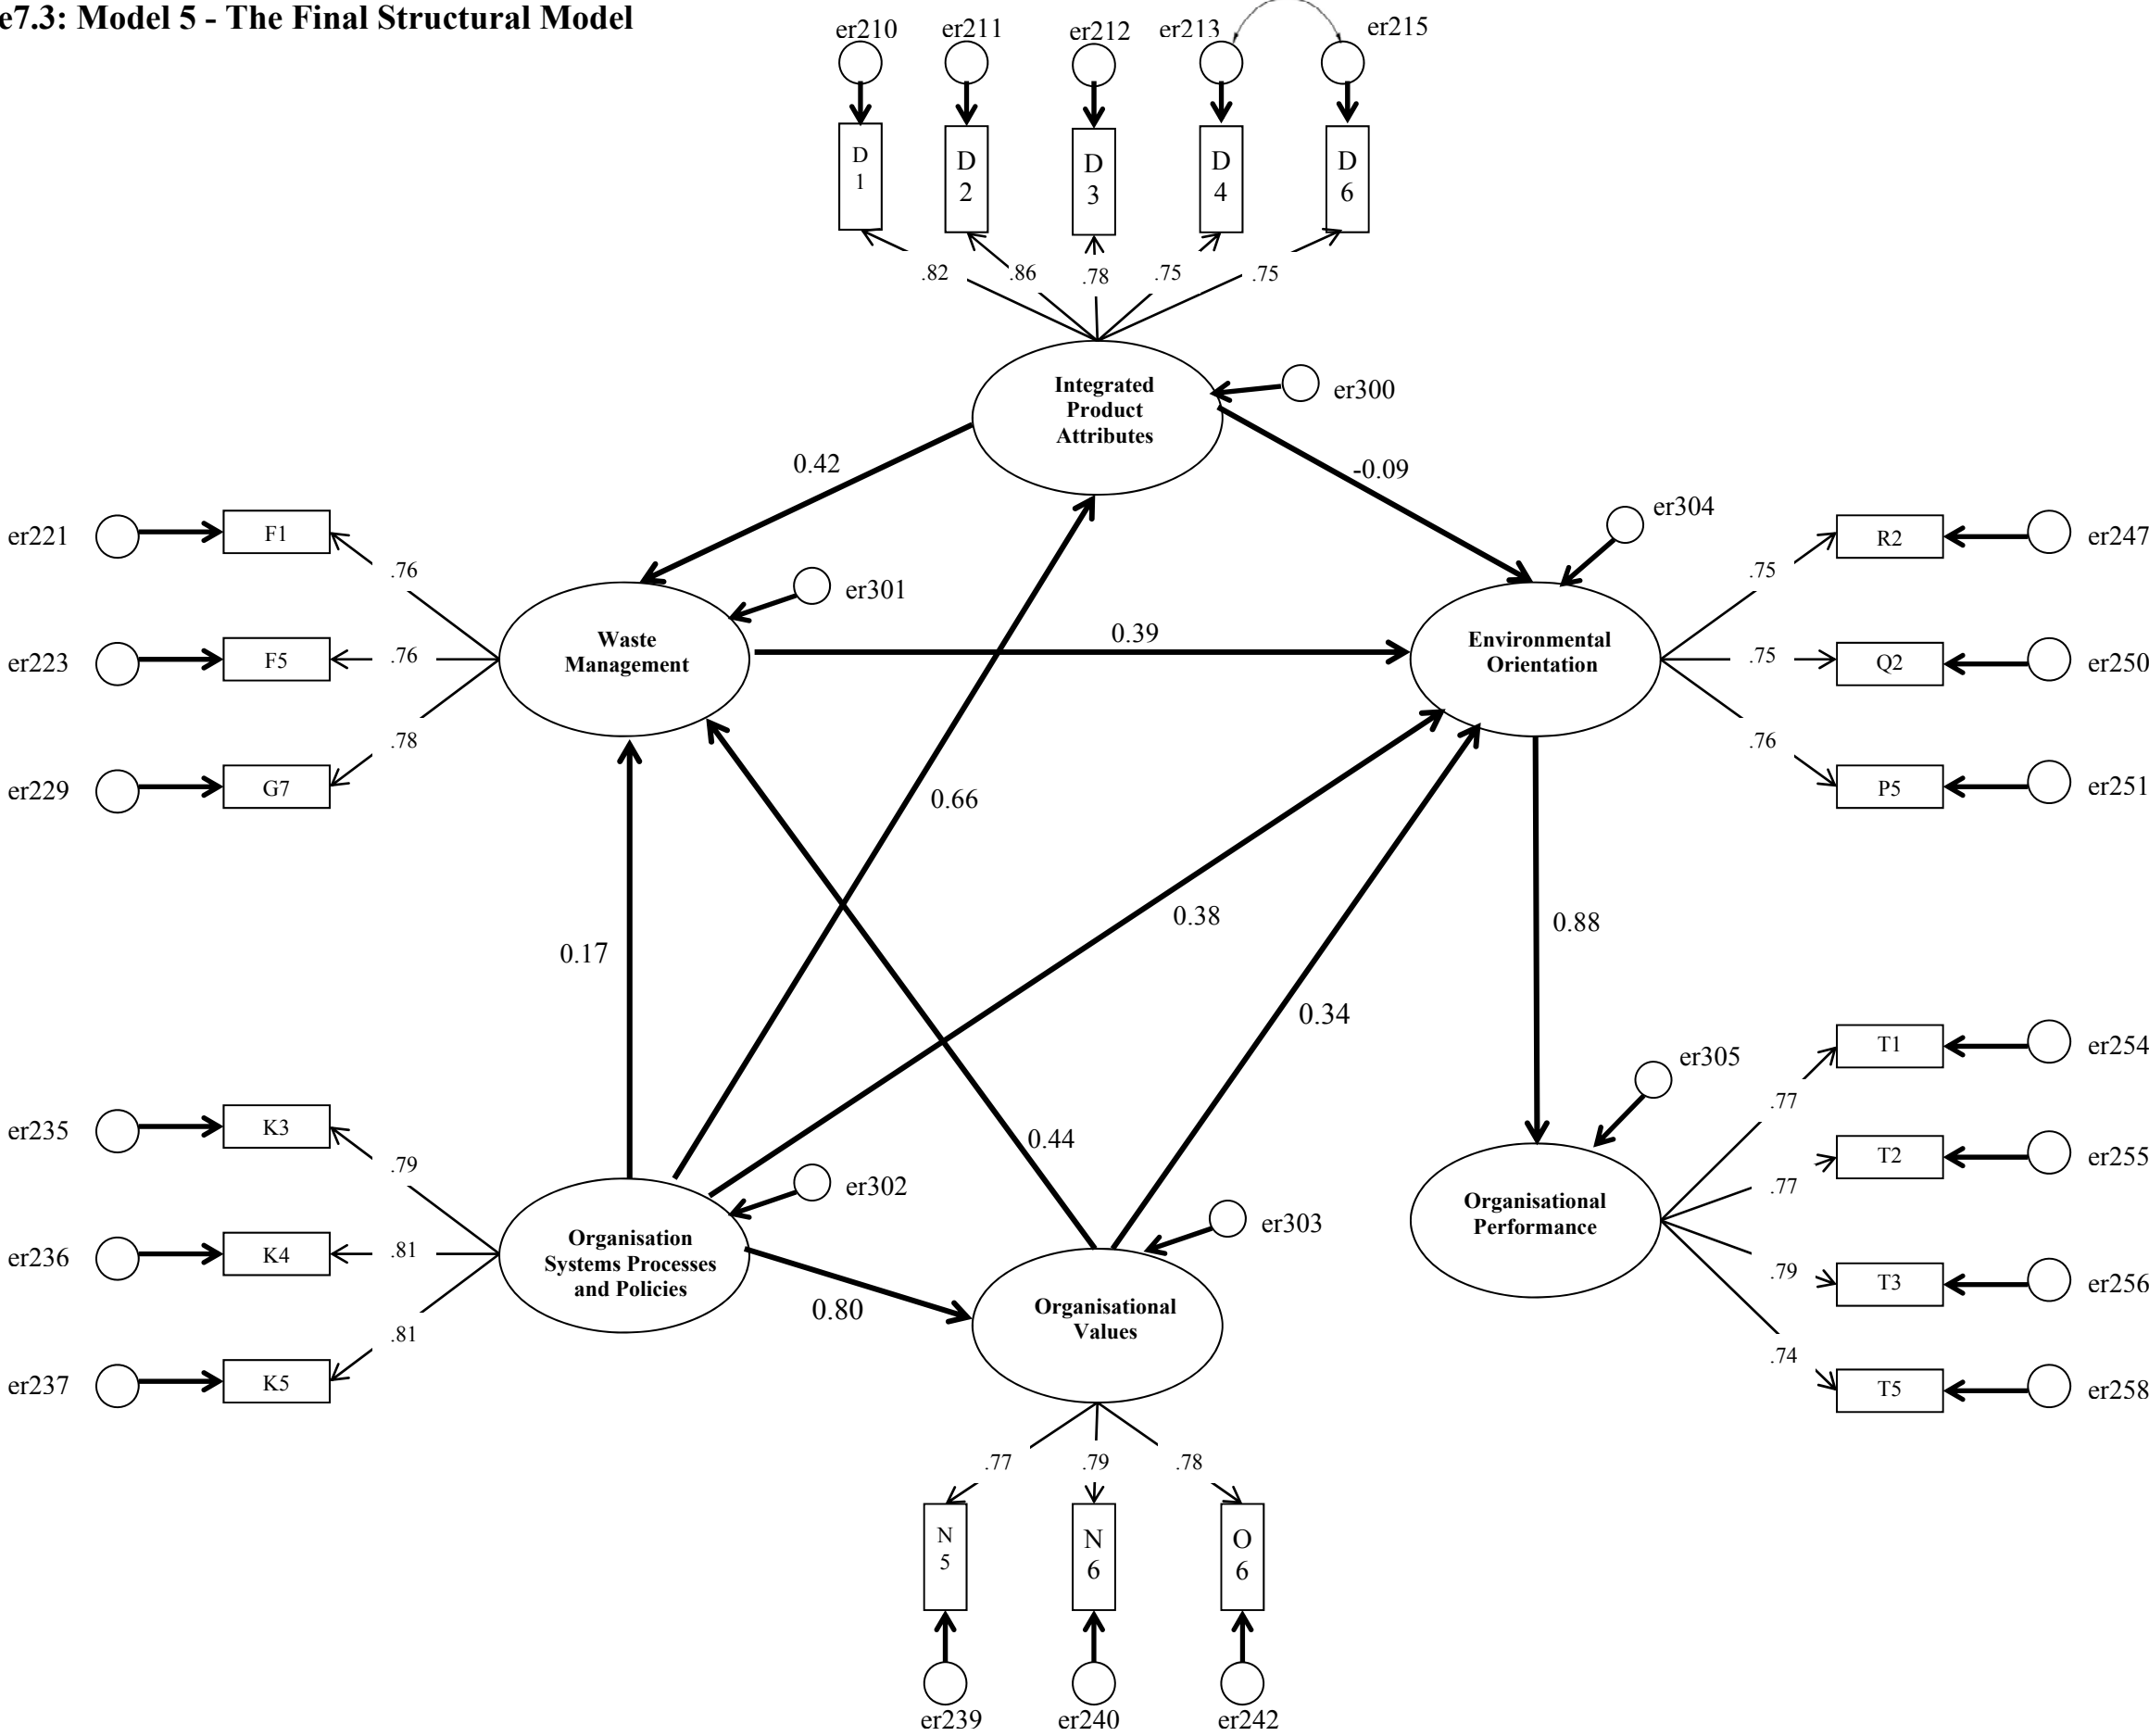 e7.3: Model 5 - The Final Structural Model
er210
er211
er212
er213
er215
D
1
D
2
D
3
D
4
D
6
.82
.86
.78
.75
.75
Integrated
Product
Attributes
er300
0.42
-0.09
er304
er221
F1
.76
er301
er223
F5
.76
er229
G7
.78
Waste
Management
0.39
Environmental
Orientation
.75
R2
er247
.75
Q2
er250
.76
P5
er251
0.66
0.38
0.88
0.17
0.34
0.44
er235
K3
.79
er236
K4
.81
er237
K5
.81
er302
Organisation
Systems Processes
and Policies
0.80
er303
Organisational
Values
er305
Organisational
Performance
.77
T1
er254
.77
T2
er255
.79
T3
er256
.74
T5
er258
.77
.79
.78
N
5
N
6
O
6
er239
er240
er242